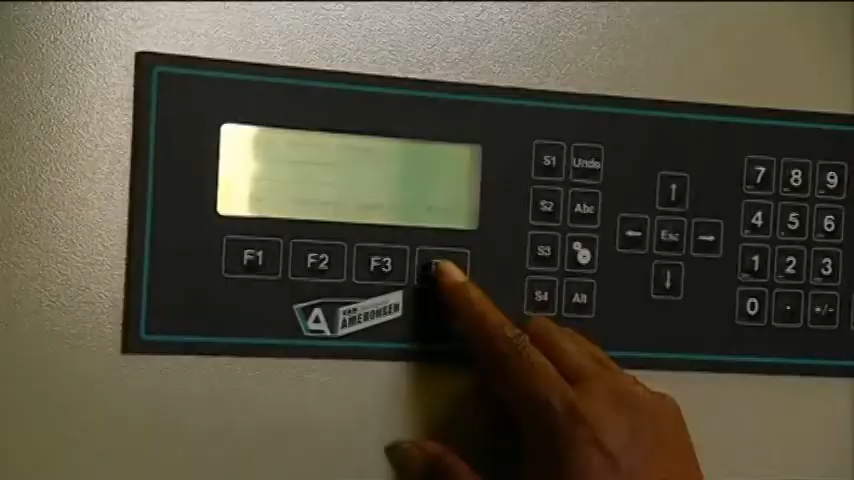 F1 F2 F3
VAN AMERONGEN
S1 Undo
S2 Abc
S3
S4 Alt
↑
← Esc →
↓
7 8 9
4 5 6
1 2 3
0 . +/-